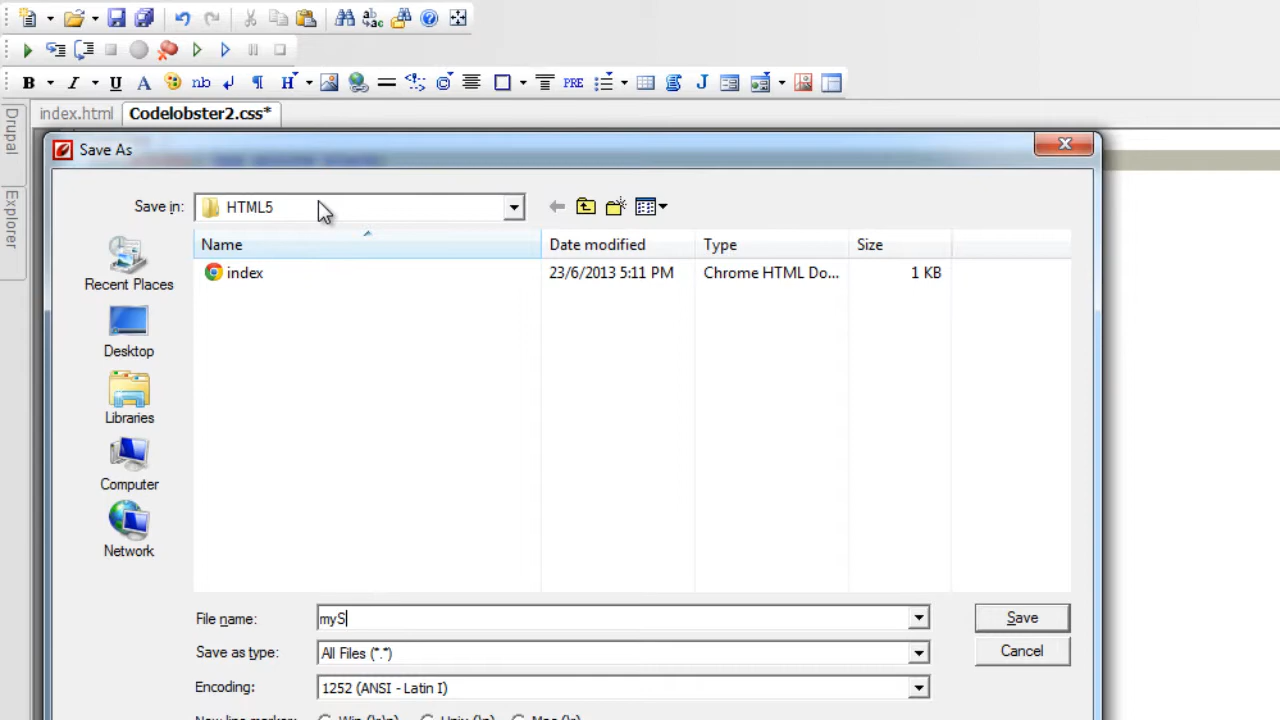 B I U A nb ¶ H PRE J
index.html Codelobster2.css*
Drupal
Explorer
Save As
Save in: HTML5
Name Date modified Type Size
index 23/6/2013 5:11 PM Chrome HTML Do... 1 KB
Recent Places
Desktop
Libraries
Computer
Network
File name: myS Save
Save as type: All Files (*.*) Cancel
Encoding: 1252 (ANSI - Latin I)